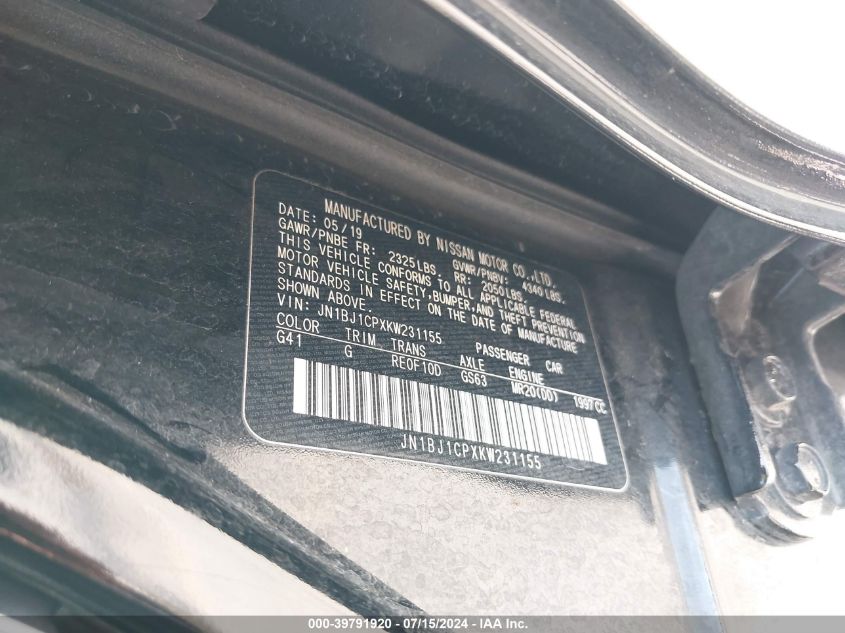 MANUFACTURED BY NISSAN MOTOR CO.,LTD.
DATE: 05/19 GVWR/PNBV: 4340LBS.
GAWR/PNBE FR: 2325LBS. RR: 2050LBS.
THIS VEHICLE CONFORMS TO ALL APPLICABLE FEDERAL
MOTOR VEHICLE SAFETY,BUMPER,AND THEFT PREVENTION
STANDARDS IN EFFECT ON THE DATE OF MANUFACTURE
SHOWN ABOVE.
VIN: JN1BJ1CPXKW231155 PASSENGER CAR
COLOR TRIM TRANS AXLE ENGINE
G41 G RE0F10D GS63 MR20(DD) 1997CC
JN1BJ1CPXKW231155
000-39791920 - 07/15/2024 - IAA Inc.